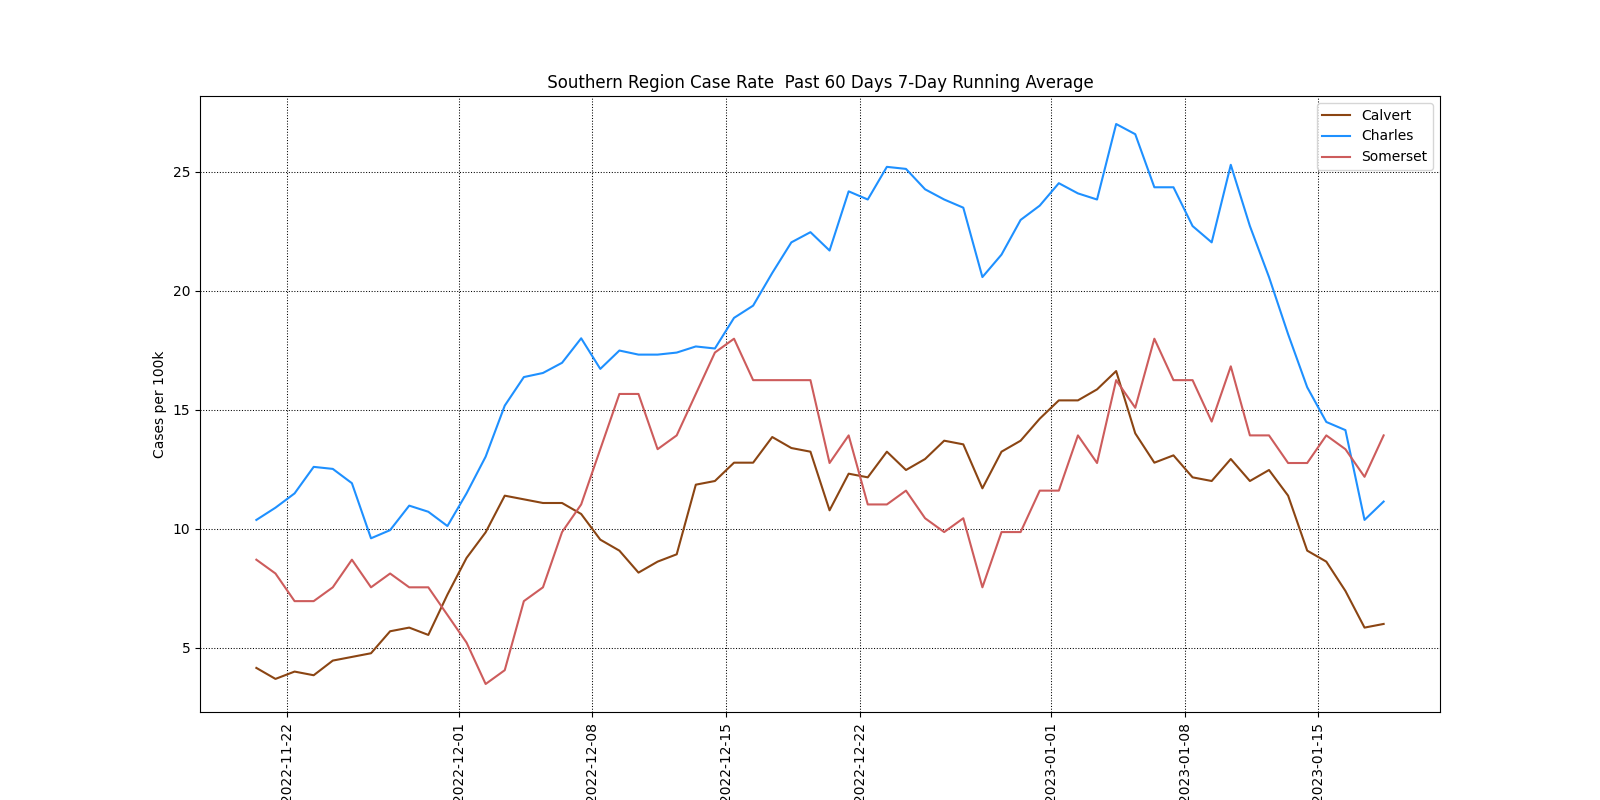 Southern Region Case Rate  Past 60 Days 7-Day Running Average
Calvert
Charles
Somerset
25
20
15
10
5
Cases per 100k
2022-11-22
2022-12-01
2022-12-08
2022-12-15
2022-12-22
2023-01-01
2023-01-08
2023-01-15